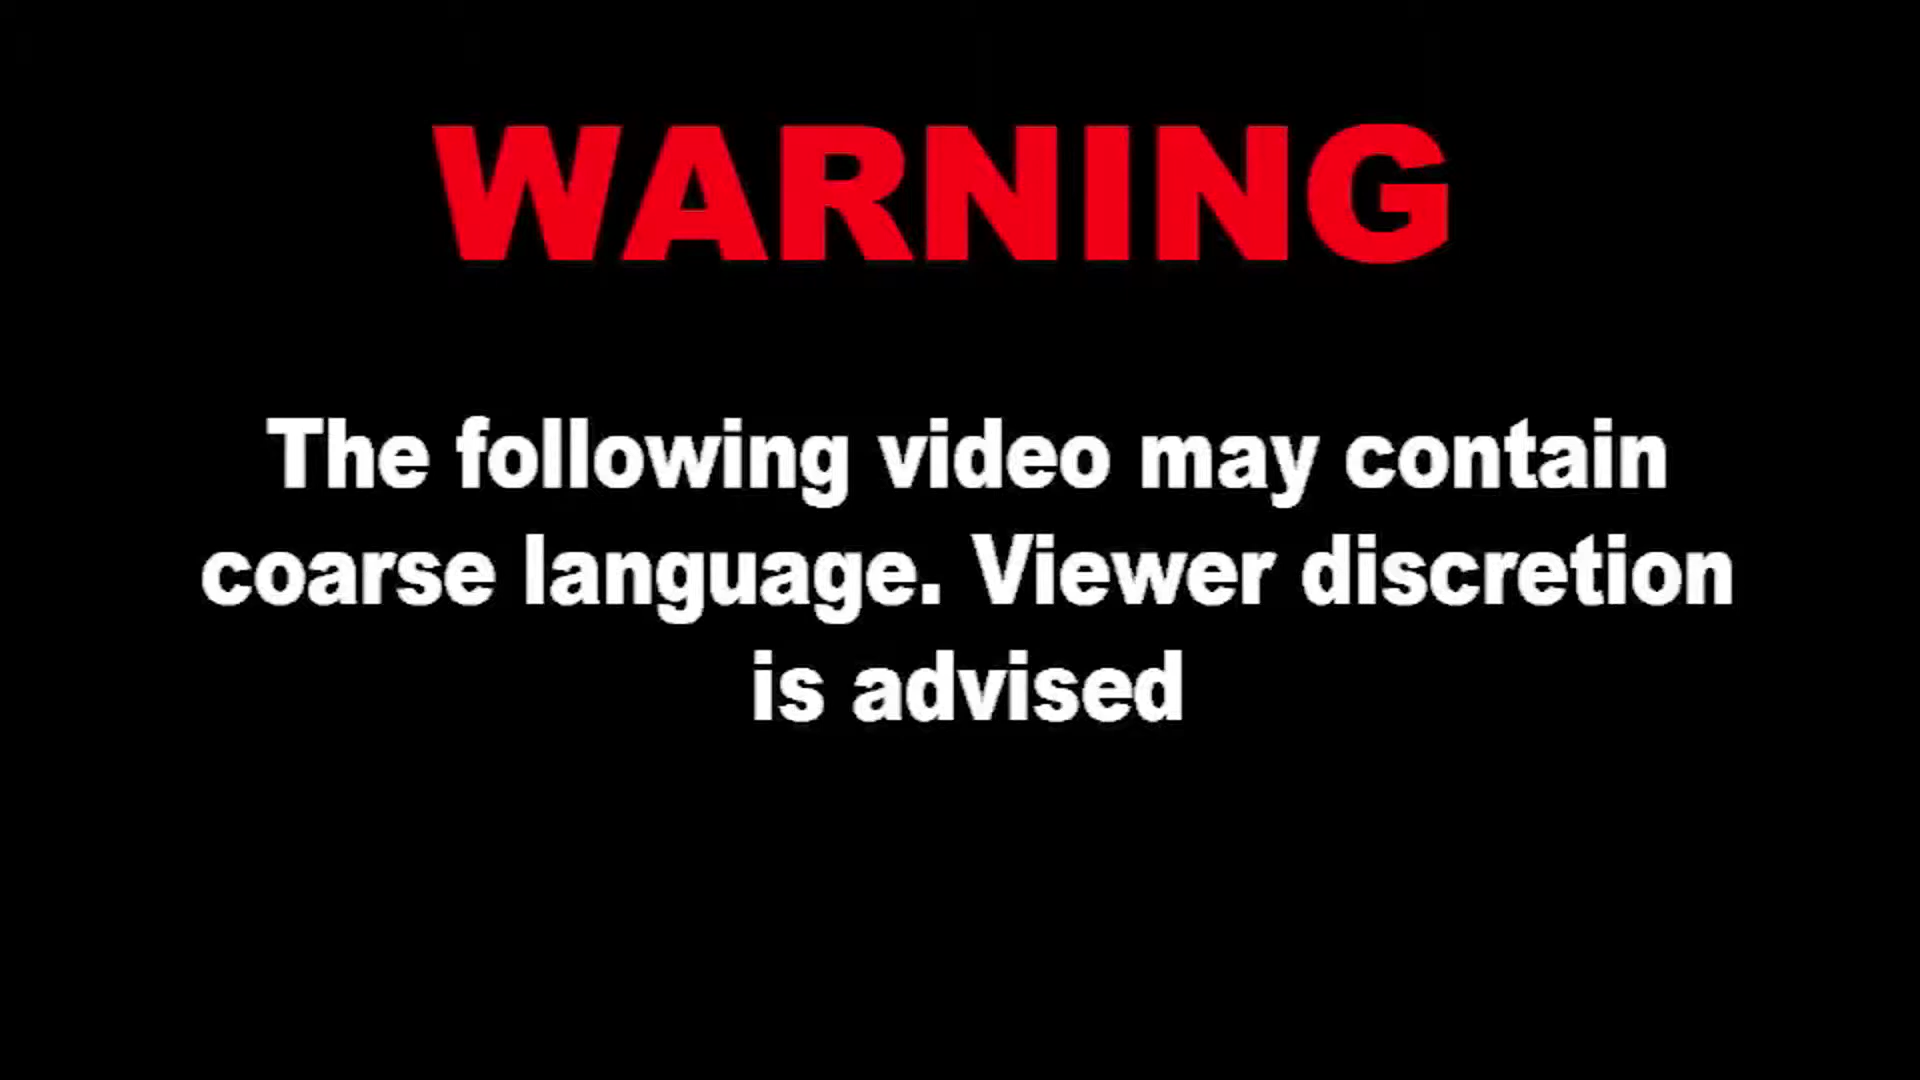 WARNING
The following video may contain
coarse language. Viewer discretion
is advised